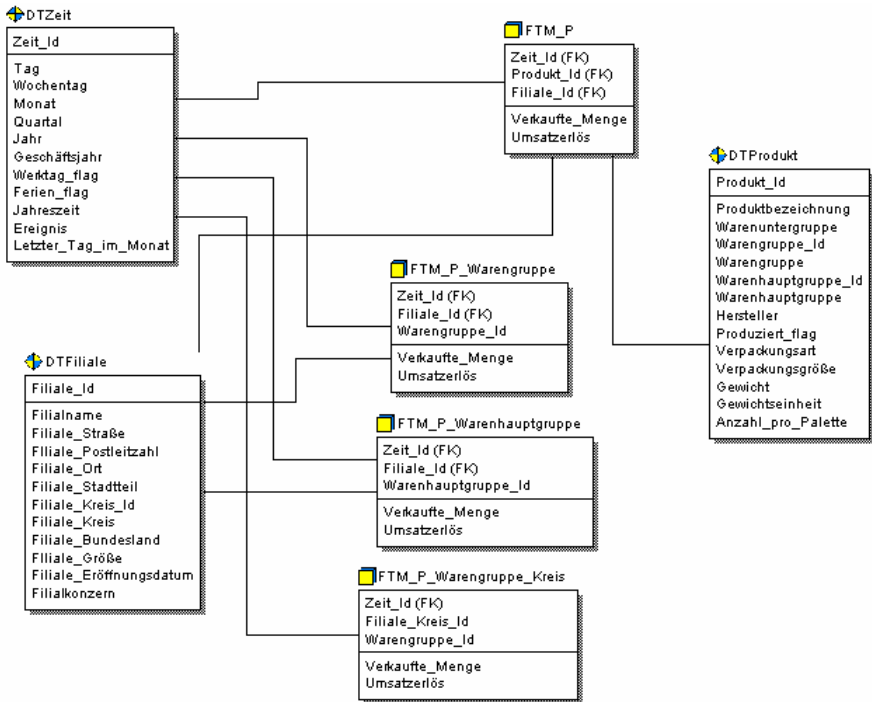 DTZeit
Zeit_Id
Tag
Wochentag
Monat
Quartal
Jahr
Geschäftsjahr
Werktag_flag
Ferien_flag
Jahreszeit
Ereignis
Letzter_Tag_im_Monat
FTM_P
Zeit_Id (FK)
Produkt_Id (FK)
Filiale_Id (FK)
Verkaufte_Menge
Umsatzerlös
DTProdukt
Produkt_Id
Produktbezeichnung
Warenuntergruppe
Warengruppe_Id
Warengruppe
Warenhauptgruppe_Id
Warenhauptgruppe
Hersteller
Produziert_flag
Verpackungsart
Verpackungsgröße
Gewicht
Gewichtseinheit
Anzahl_pro_Palette
FTM_P_Warengruppe
Zeit_Id (FK)
Filiale_Id (FK)
Warengruppe_Id
Verkaufte_Menge
Umsatzerlös
DTFiliale
Filiale_Id
Filialname
Filiale_Straße
FIliale_Postleitzahl
Filiale_Ort
Filiale_Stadtteil
Filiale_Kreis_Id
Filiale_Kreis
Filiale_Bundesland
FIliale_Größe
Filiale_Eröffnungsdatum
Filialkonzern
FTM_P_Warenhauptgruppe
Zeit_Id (FK)
Filiale_Id (FK)
Warenhauptgruppe_Id
Verkaufte_Menge
Umsatzerlös
FTM_P_Warengruppe_Kreis
Zeit_Id (FK)
Filiale_Kreis_Id
Warengruppe_Id
Verkaufte_Menge
Umsatzerlös